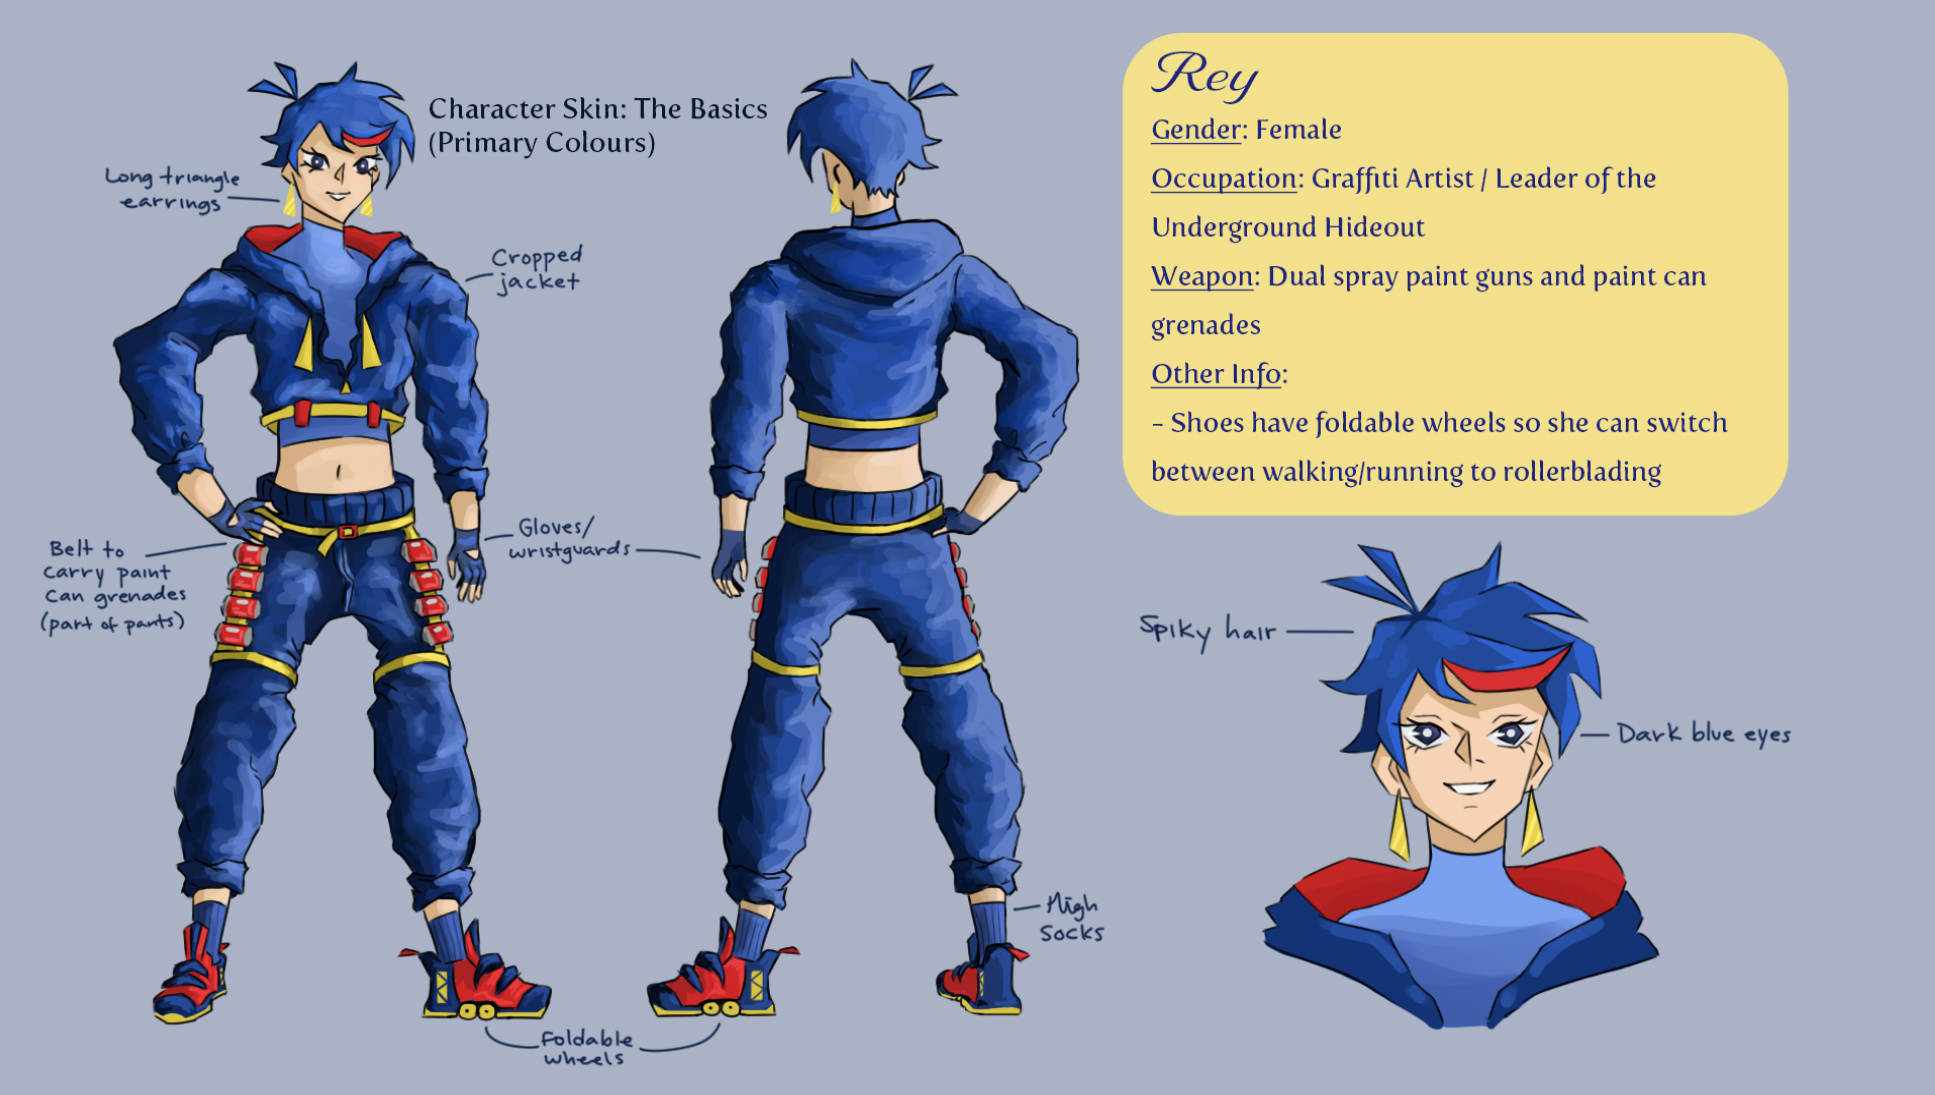 Character Skin: The Basics
(Primary Colours)
Long triangle
earrings
Cropped
jacket
Gloves/
wristguards
Belt to
carry paint
can grenades
(part of pants)
High
socks
Foldable
wheels
Rey
Gender: Female
Occupation: Graffiti Artist / Leader of the
Underground Hideout
Weapon: Dual spray paint guns and paint can
grenades
Other Info:
- Shoes have foldable wheels so she can switch
between walking/running to rollerblading
Spiky hair
Dark blue eyes